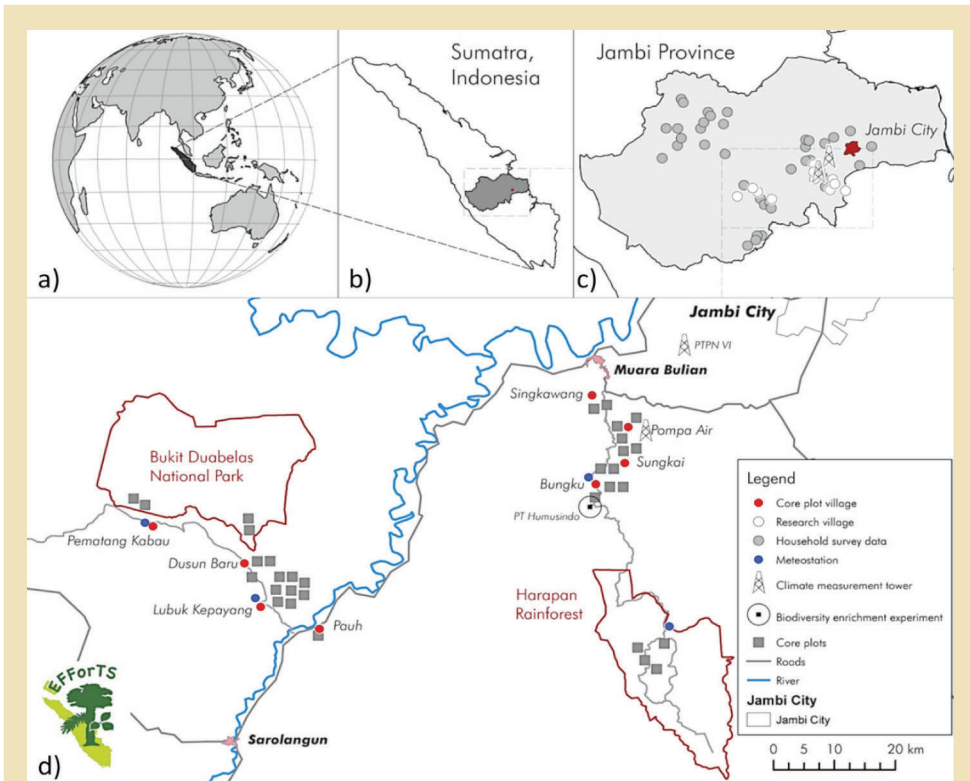 Sumatra,
Indonesia
Jambi Province
Jambi City
a)
b)
c)
Jambi City
PTPN VI
Muara Bulian
Singkawang
Pompa Air
Bukit Duabelas
National Park
Sungkai
Bungku
PT Humusindo
Pematang Kabau
Dusun Baru
Lubuk Kepayang
Pauh
Harapan
Rainforest
Sarolangun
Legend
Core plot village
Research village
Household survey data
Meteostation
Climate measurement tower
Biodiversity enrichment experiment
Core plots
Roads
River
Jambi City
Jambi City
0 5 10 20 km
EFForTS
d)